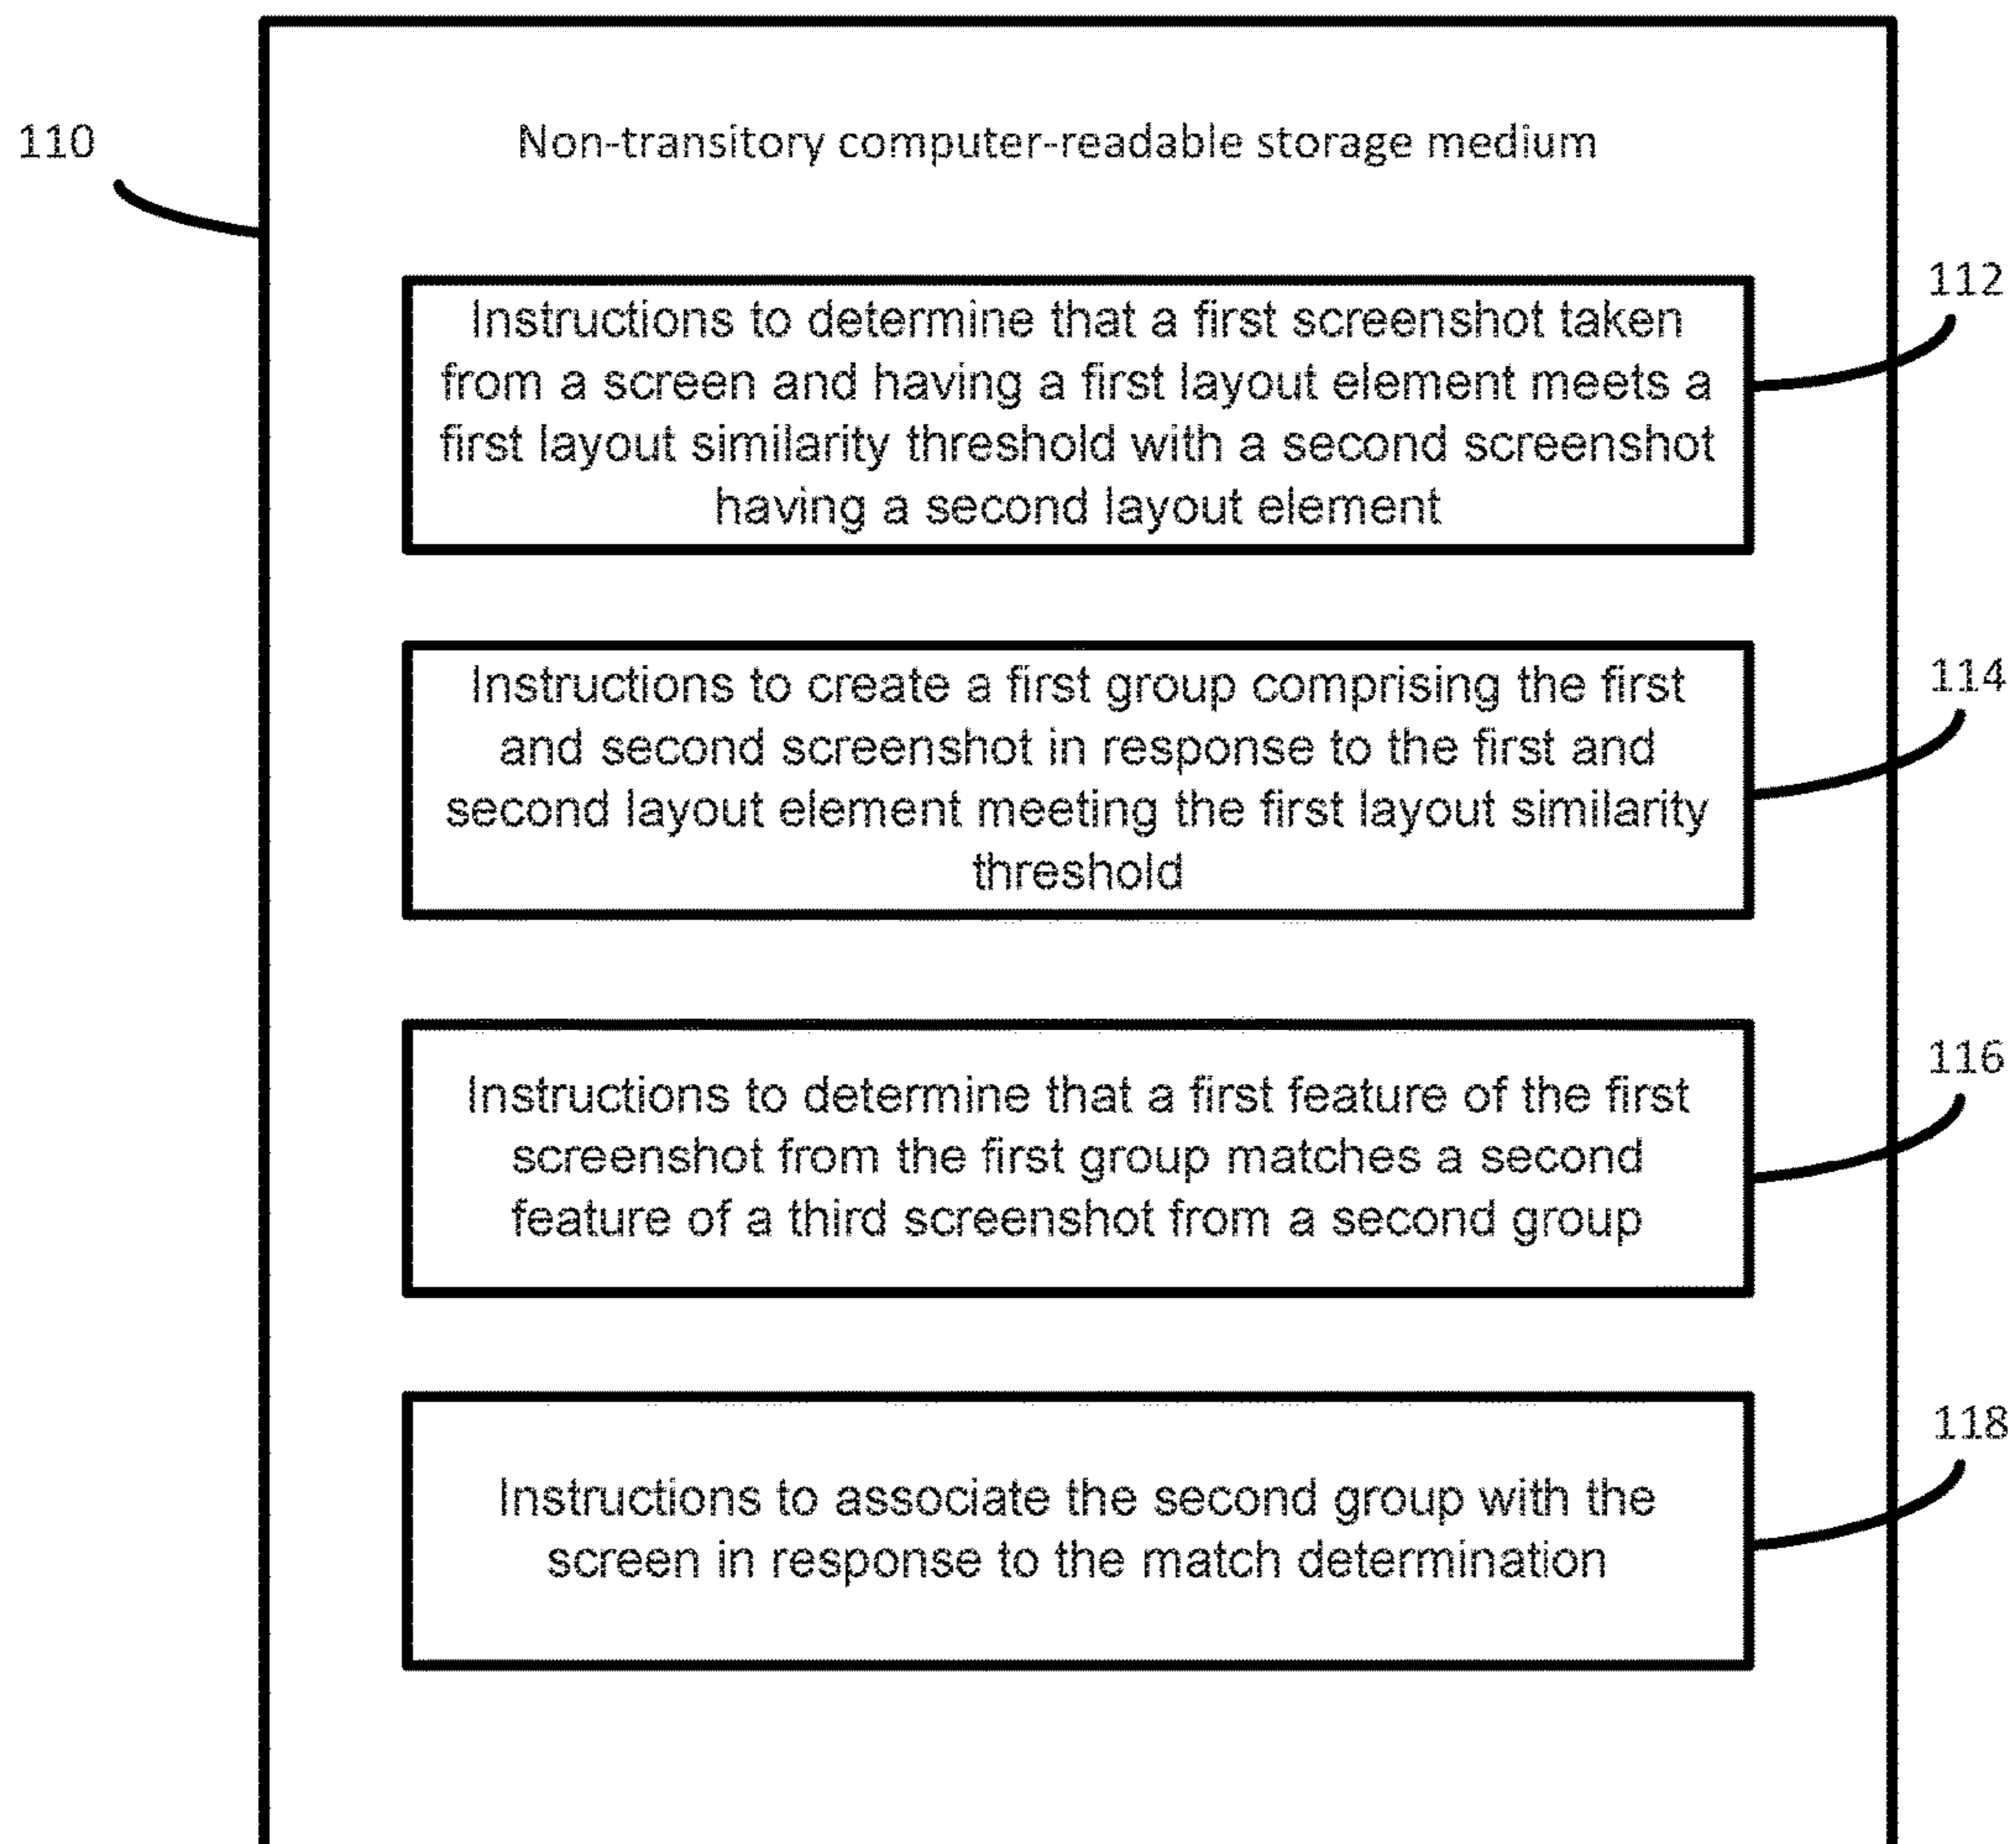 110
Non-transitory computer-readable storage medium
112
Instructions to determine that a first screenshot taken
from a screen and having a first layout element meets a
first layout similarity threshold with a second screenshot
having a second layout element
114
Instructions to create a first group comprising the first
and second screenshot in response to the first and
second layout element meeting the first layout similarity
threshold
116
Instructions to determine that a first feature of the first
screenshot from the first group matches a second
feature of a third screenshot from a second group
118
Instructions to associate the second group with the
screen in response to the match determination